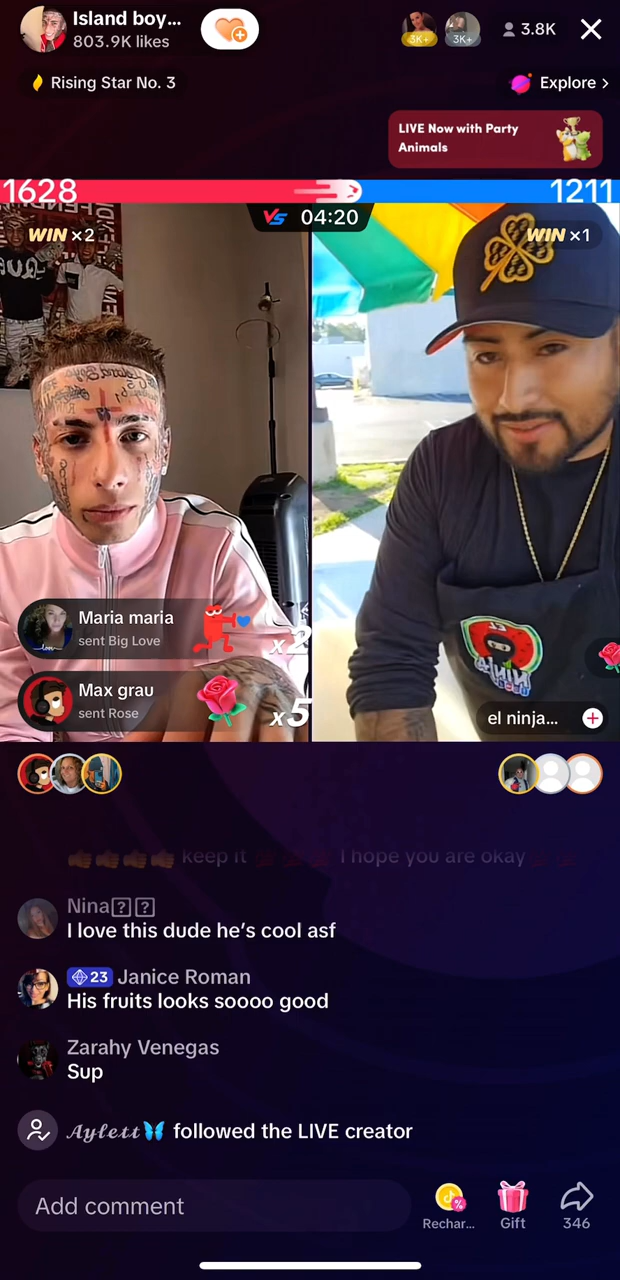 Island boy...
803.9K likes
3K+
3K+
3.8K
Rising Star No. 3
Explore >
LIVE Now with Party
Animals
1628
1211
VS 04:20
WIN ×2
WIN ×1
Maria maria
sent Big Love
x2
Max grau
sent Rose
x5
EL
NINJA
el ninja...
keep it
I hope you are okay
Nina
I love this dude he's cool asf
23 Janice Roman
His fruits looks soooo good
Zarahy Venegas
Sup
Aylett followed the LIVE creator
Add comment
Rechar...
Gift
346